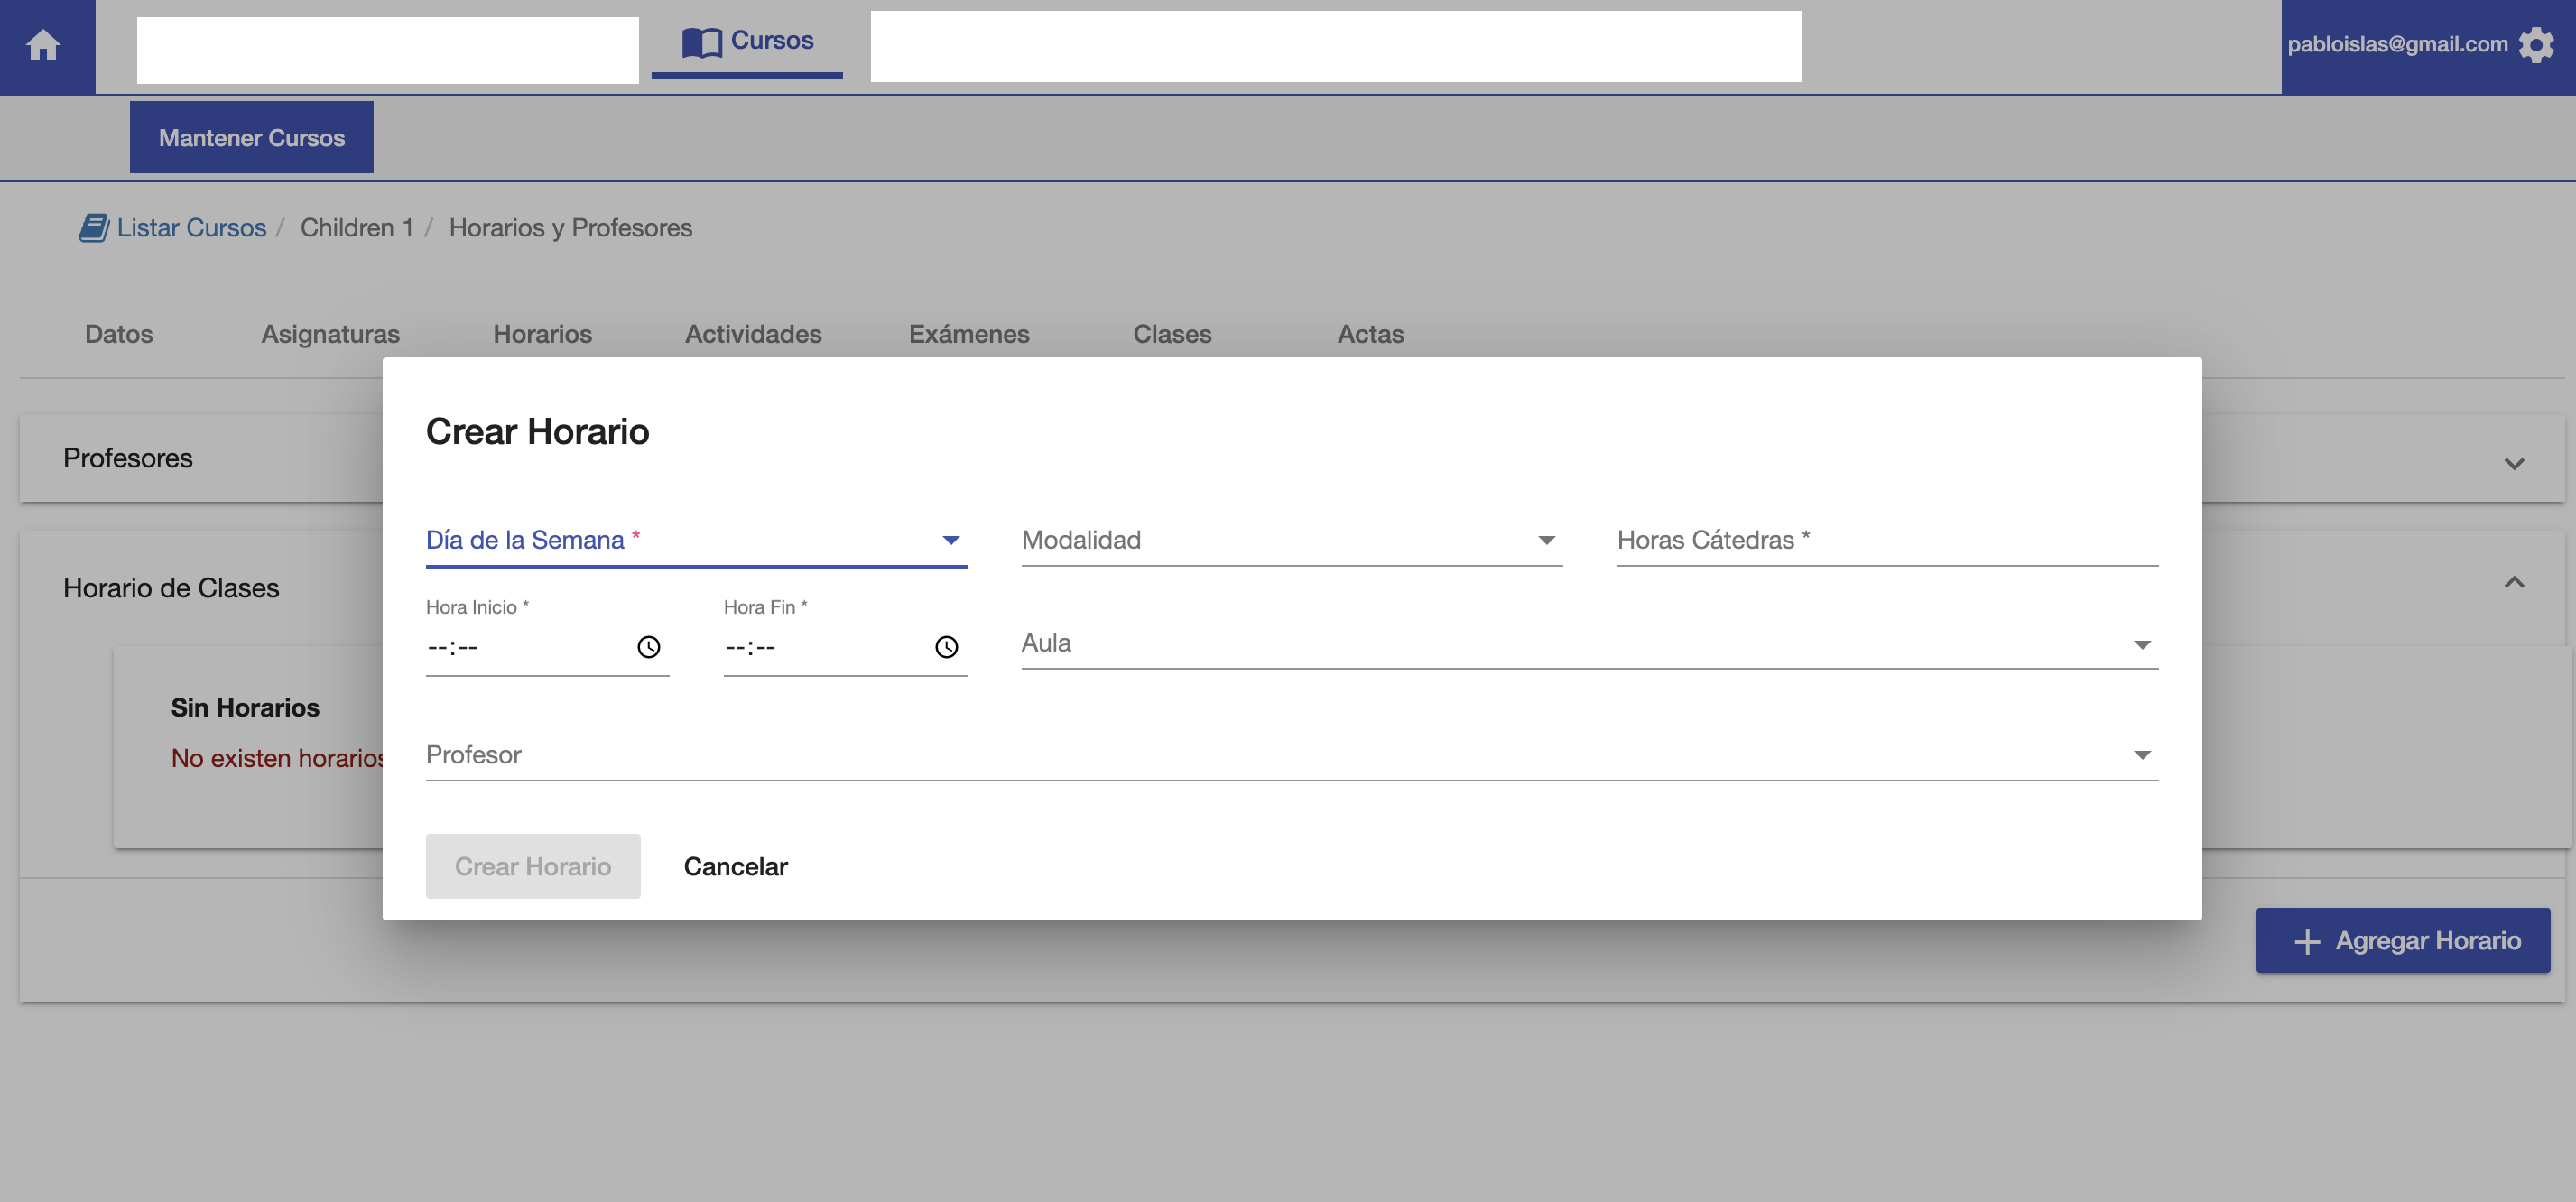 Cursos
pabloislas@gmail.com
Mantener Cursos
Listar Cursos / Children 1 / Horarios y Profesores
Datos Asignaturas Horarios Actividades Exámenes Clases Actas
Crear Horario
Profesores
Día de la Semana * Modalidad Horas Cátedras *
Horario de Clases
Hora Inicio * Hora Fin *
--:-- --:-- Aula
Sin Horarios
No existen horarios
Profesor
Crear Horario Cancelar
Agregar Horario